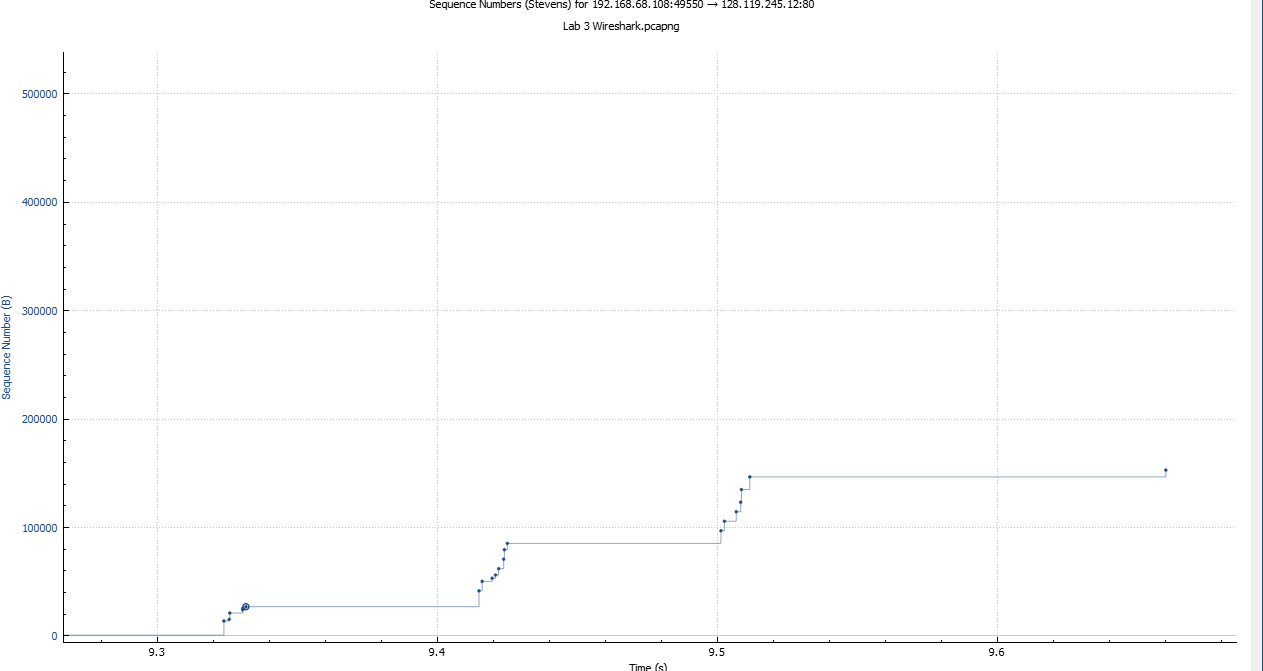 Sequence Numbers (Stevens) for 192.168.68.108:49550 → 128.119.245.12:80
Lab 3 Wireshark.pcapng
500000
400000
300000
200000
100000
0
Sequence Number (B)
9.3
9.4
9.5
9.6
Time (s)